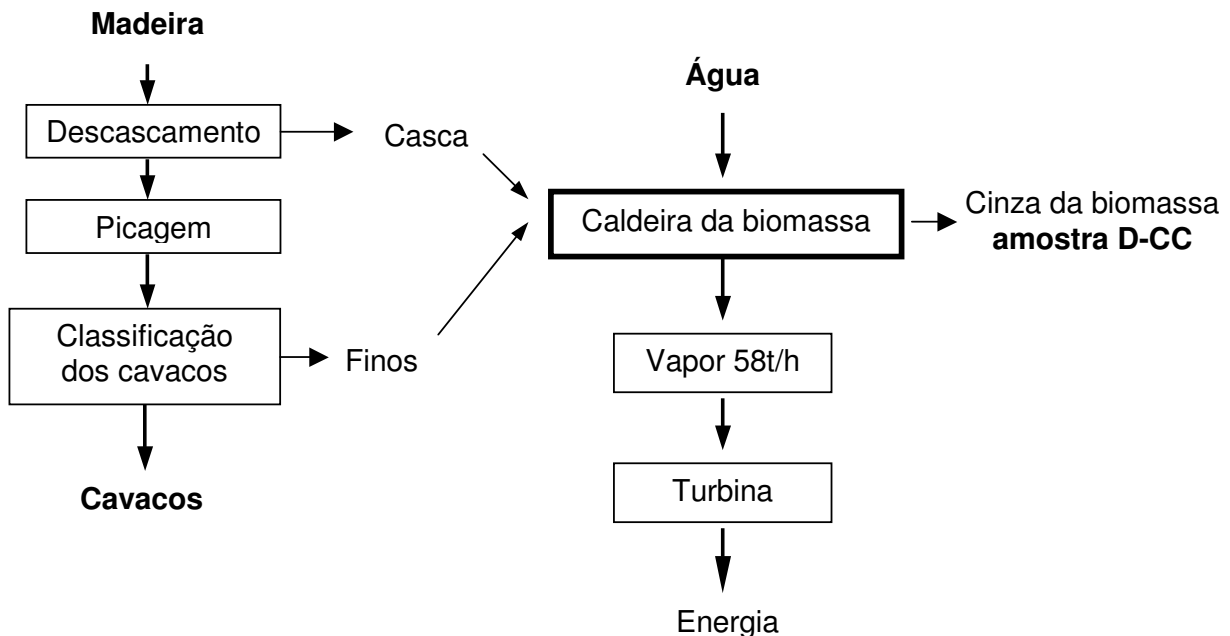 Madeira
Descascamento
Casca
Picagem
Classificação
dos cavacos
Finos
Cavacos
Água
Caldeira da biomassa
Cinza da biomassa
amostra D-CC
Vapor 58t/h
Turbina
Energia